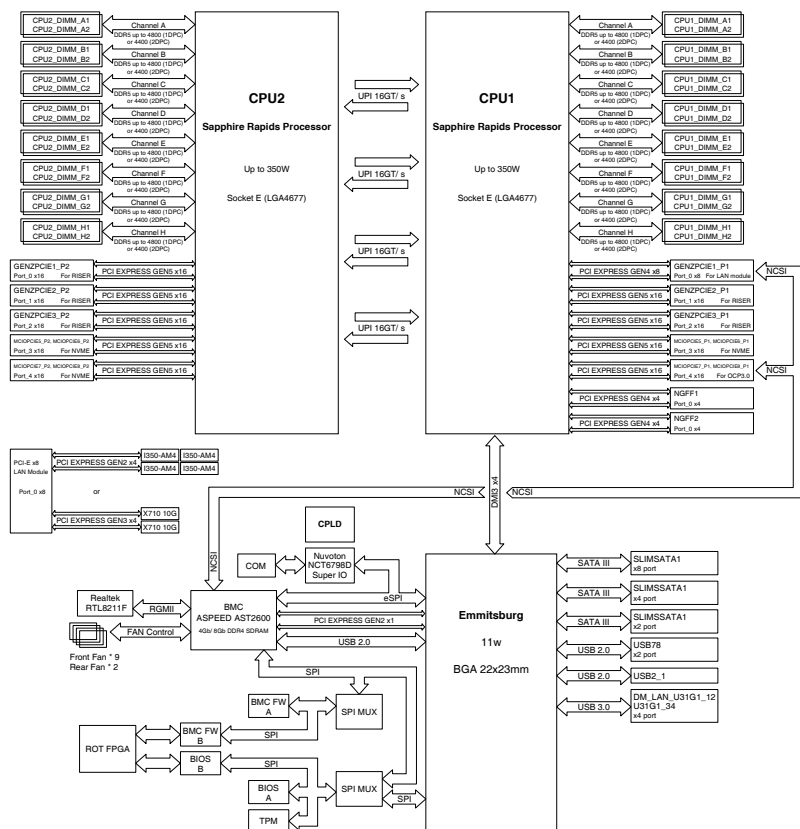 CPU2_DIMM_A1
CPU2_DIMM_A2
Channel A
DDR5 up to 4800 (1DPC)
or 4400 (2DPC)
CPU2_DIMM_B1
CPU2_DIMM_B2
Channel B
DDR5 up to 4800 (1DPC)
or 4400 (2DPC)
CPU2_DIMM_C1
CPU2_DIMM_C2
Channel C
DDR5 up to 4800 (1DPC)
or 4400 (2DPC)
CPU2_DIMM_D1
CPU2_DIMM_D2
Channel D
DDR5 up to 4800 (1DPC)
or 4400 (2DPC)
CPU2_DIMM_E1
CPU2_DIMM_E2
Channel E
DDR5 up to 4800 (1DPC)
or 4400 (2DPC)
CPU2_DIMM_F1
CPU2_DIMM_F2
Channel F
DDR5 up to 4800 (1DPC)
or 4400 (2DPC)
CPU2_DIMM_G1
CPU2_DIMM_G2
Channel G
DDR5 up to 4800 (1DPC)
or 4400 (2DPC)
CPU2_DIMM_H1
CPU2_DIMM_H2
Channel H
DDR5 up to 4800 (1DPC)
or 4400 (2DPC)
GENZPCIE1_P2
Port_0 x16 For RISER
PCI EXPRESS GEN5 x16
GENZPCIE2_P2
Port_1 x16 For RISER
PCI EXPRESS GEN5 x16
GENZPCIE3_P2
Port_2 x16 For RISER
PCI EXPRESS GEN5 x16
MCIOPCIE5_P2, MCIOPCIE6_P2
Port_3 x16 For NVME
PCI EXPRESS GEN5 x16
MCIOPCIE7_P2, MCIOPCIE8_P2
Port_4 x16 For NVME
PCI EXPRESS GEN5 x16
CPU2
Sapphire Rapids Processor
Up to 350W
Socket E (LGA4677)
UPI 16GT/ s
UPI 16GT/ s
UPI 16GT/ s
UPI 16GT/ s
CPU1
Sapphire Rapids Processor
Up to 350W
Socket E (LGA4677)
Channel A
DDR5 up to 4800 (1DPC)
or 4400 (2DPC)
CPU1_DIMM_A1
CPU1_DIMM_A2
Channel B
DDR5 up to 4800 (1DPC)
or 4400 (2DPC)
CPU1_DIMM_B1
CPU1_DIMM_B2
Channel C
DDR5 up to 4800 (1DPC)
or 4400 (2DPC)
CPU1_DIMM_C1
CPU1_DIMM_C2
Channel D
DDR5 up to 4800 (1DPC)
or 4400 (2DPC)
CPU1_DIMM_D1
CPU1_DIMM_D2
Channel E
DDR5 up to 4800 (1DPC)
or 4400 (2DPC)
CPU1_DIMM_E1
CPU1_DIMM_E2
Channel F
DDR5 up to 4800 (1DPC)
or 4400 (2DPC)
CPU1_DIMM_F1
CPU1_DIMM_F2
Channel G
DDR5 up to 4800 (1DPC)
or 4400 (2DPC)
CPU1_DIMM_G1
CPU1_DIMM_G2
Channel H
DDR5 up to 4800 (1DPC)
or 4400 (2DPC)
CPU1_DIMM_H1
CPU1_DIMM_H2
PCI EXPRESS GEN4 x8
GENZPCIE1_P1
Port_0 x8 For LAN module
NCSI
PCI EXPRESS GEN5 x16
GENZPCIE2_P1
Port_1 x16 For RISER
PCI EXPRESS GEN5 x16
GENZPCIE3_P1
Port_2 x16 For RISER
PCI EXPRESS GEN5 x16
MCIOPCIE5_P1, MCIOPCIE6_P1
Port_3 x16 For NVME
PCI EXPRESS GEN5 x16
MCIOPCIE7_P1, MCIOPCIE8_P1
Port_4 x16 For OCP3.0
NCSI
PCI EXPRESS GEN4 x4
NGFF1
Port_0 x4
PCI EXPRESS GEN4 x4
NGFF2
Port_0 x4
PCI-E x8
LAN Module
Port_0 x8
PCI EXPRESS GEN2 x4
I350-AM4 I350-AM4
I350-AM4 I350-AM4
or
PCI EXPRESS GEN3 x4
X710 10G
X710 10G
NCSI
NCSI
DMI3 x4
NCSI
CPLD
COM
Nuvoton
NCT6798D
Super IO
eSPI
Realtek
RTL8211F
RGMII
BMC
ASPEED AST2600
4Gb/ 8Gb DDR4 SDRAM
PCI EXPRESS GEN2 x1
USB 2.0
FAN Control
Front Fan * 9
Rear Fan * 2
SPI
BMC FW
A
SPI MUX
ROT FPGA
BMC FW
B
SPI
BIOS
B
SPI
BIOS
A
SPI MUX
SPI
TPM
Emmitsburg
11w
BGA 22x23mm
SATA III
SLIMSATA1
x8 port
SATA III
SLIMSSATA1
x4 port
SATA III
SLIMSSATA1
x2 port
USB 2.0
USB78
x2 port
USB 2.0
USB2_1
USB 3.0
DM_LAN_U31G1_12
U31G1_34
x4 port